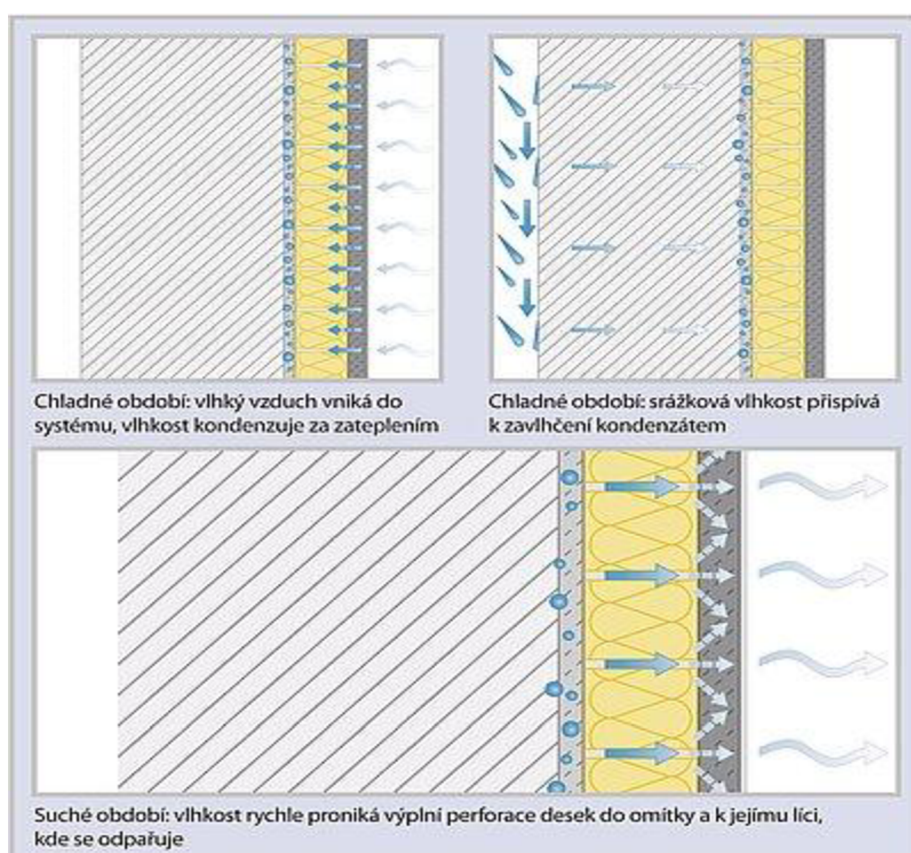 Chladné období: vlhký vzduch vniká do
systému, vlhkost kondenzuje za zateplením
Chladné období: srážková vlhkost přispívá
k zavlhčení kondenzátem
Suché období: vlhkost rychle proniká výplní perforace desek do omítky a k jejímu líci,
kde se odpařuje